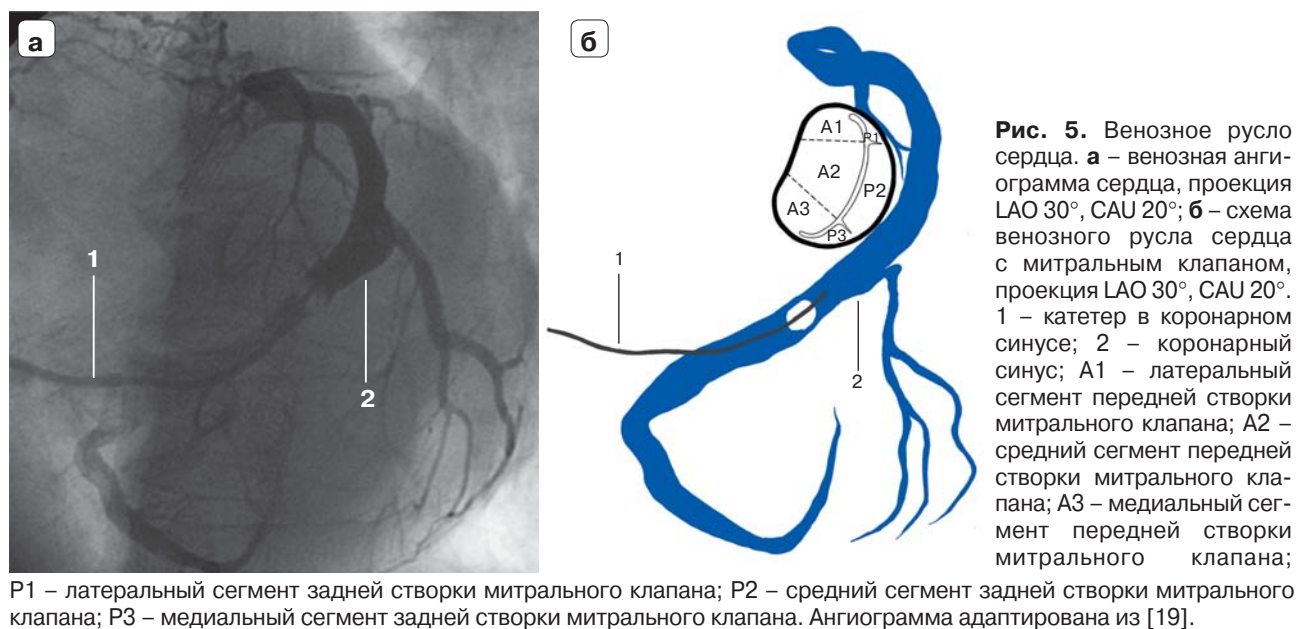 а
1
2
б
A1
P1
A2
P2
A3
P3
1
2
Рис. 5. Венозное русло
сердца. а – венозная анги-
ограмма сердца, проекция
LAO 30°, CAU 20°; б – схема
венозного русла сердца
с митральным клапаном,
проекция LAO 30°, CAU 20°.
1 – катетер в коронарном
синусе; 2 – коронарный
синус; A1 – латеральный
сегмент передней створки
митрального клапана; A2 –
средний сегмент передней
створки митрального кла-
пана; A3 – медиальный сег-
мент передней створки
митрального клапана;
P1 – латеральный сегмент задней створки митрального клапана; P2 – средний сегмент задней створки митрального
клапана; P3 – медиальный сегмент задней створки митрального клапана. Ангиограмма адаптирована из [19].